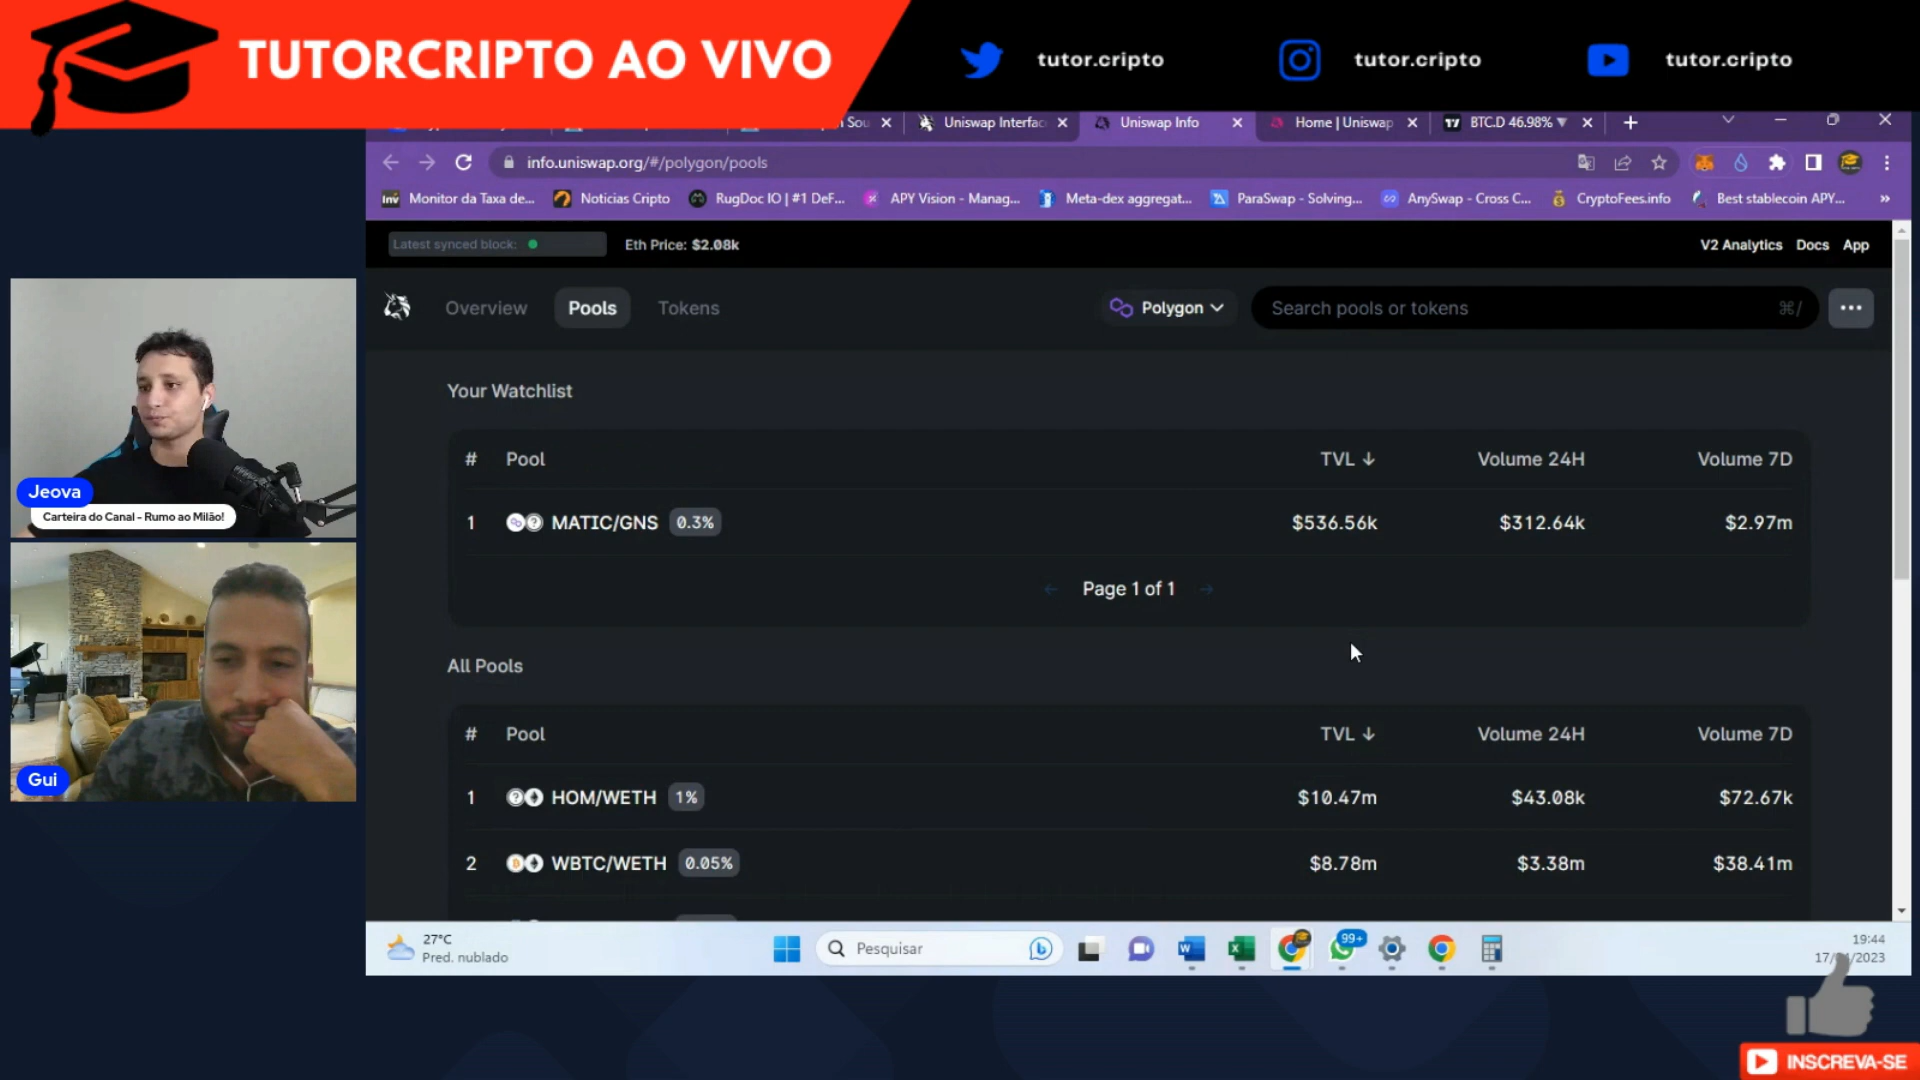 TUTORCRIPTO AO VIVO
tutor.cripto
tutor.cripto
tutor.cripto
Uniswap Interfac
Uniswap Info
Home | Uniswap
BTC.D 46.98% ▼
info.uniswap.org/#/polygon/pools
Monitor da Taxa de...
Noticias Cripto
RugDoc IO | #1 DeF...
APY Vision - Manag...
Meta-dex aggregat...
ParaSwap - Solving...
AnySwap - Cross C...
CryptoFees.info
Best stablecoin APY...
»
Latest synced block:
Eth Price: $2.08k
V2 Analytics Docs App
Overview Pools Tokens
Polygon
Search pools or tokens
⌘/
Your Watchlist
# Pool TVL ↓ Volume 24H Volume 7D
1 MATIC/GNS 0.3% $536.56k $312.64k $2.97m
← Page 1 of 1 →
All Pools
# Pool TVL ↓ Volume 24H Volume 7D
1 HOM/WETH 1% $10.47m $43.08k $72.67k
2 WBTC/WETH 0.05% $8.78m $3.38m $38.41m
Jeova
Carteira do Canal - Rumo ao Milão!
Gui
27°C
Pred. nublado
Pesquisar
99+
19:44
INSCREVA-SE